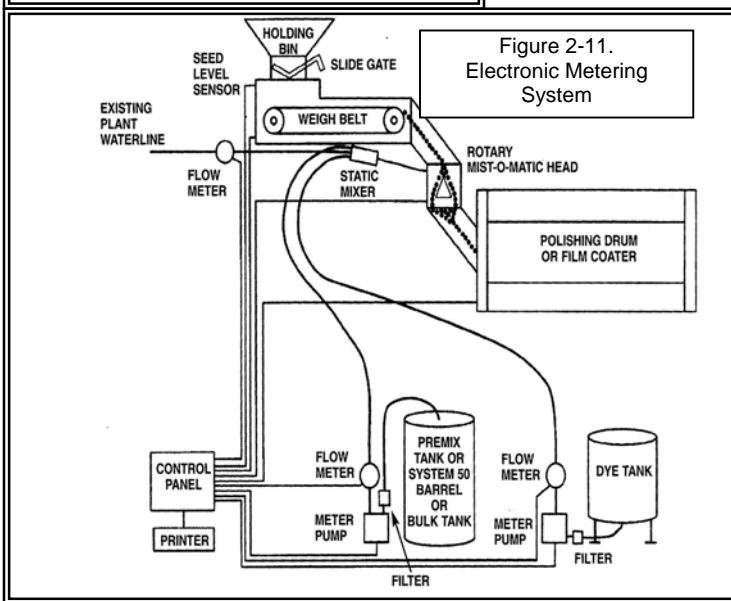 HOLDING
BIN
Figure 2-11.
Electronic Metering
System
SEED
LEVEL
SENSOR
SLIDE GATE
EXISTING
PLANT
WATERLINE
WEIGH BELT
ROTARY
MIST-O-MATIC HEAD
FLOW
METER
STATIC
MIXER
POLISHING DRUM
OR FILM COATER
CONTROL
PANEL
PRINTER
FLOW
METER
METER
PUMP
FILTER
PREMIX
TANK OR
SYSTEM 50
BARREL
OR
BULK TANK
FLOW
METER
METER
PUMP
DYE TANK
FILTER